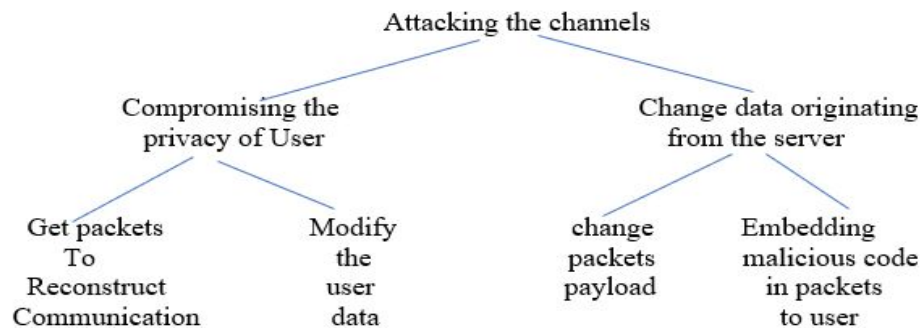 Attacking the channels
Compromising the
privacy of User
Change data originating
from the server
Get packets
To
Reconstruct
Communication
Modify
the
user
data
change
packets
payload
Embedding
malicious code
in packets
to user